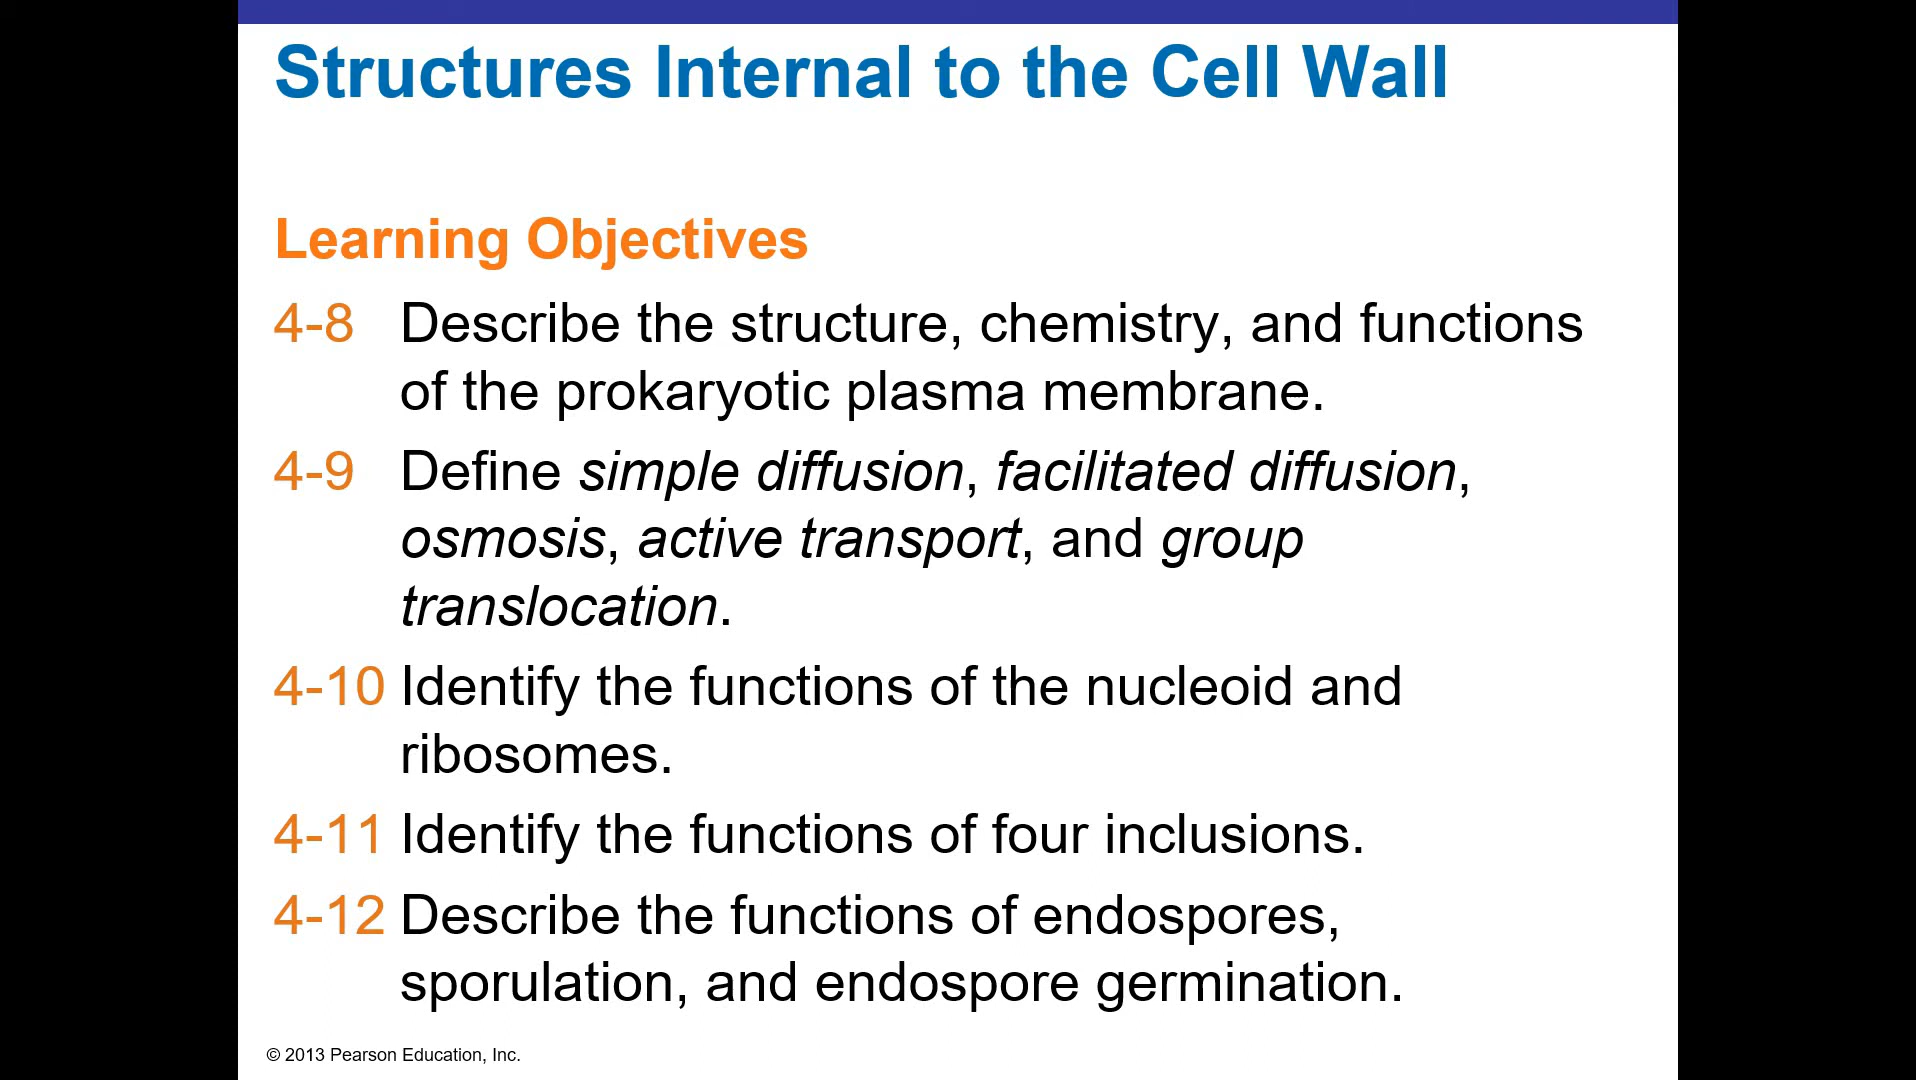 Structures Internal to the Cell Wall
Learning Objectives
4-8 Describe the structure, chemistry, and functions
of the prokaryotic plasma membrane.
4-9 Define simple diffusion, facilitated diffusion,
osmosis, active transport, and group
translocation.
4-10 Identify the functions of the nucleoid and
ribosomes.
4-11 Identify the functions of four inclusions.
4-12 Describe the functions of endospores,
sporulation, and endospore germination.
© 2013 Pearson Education, Inc.